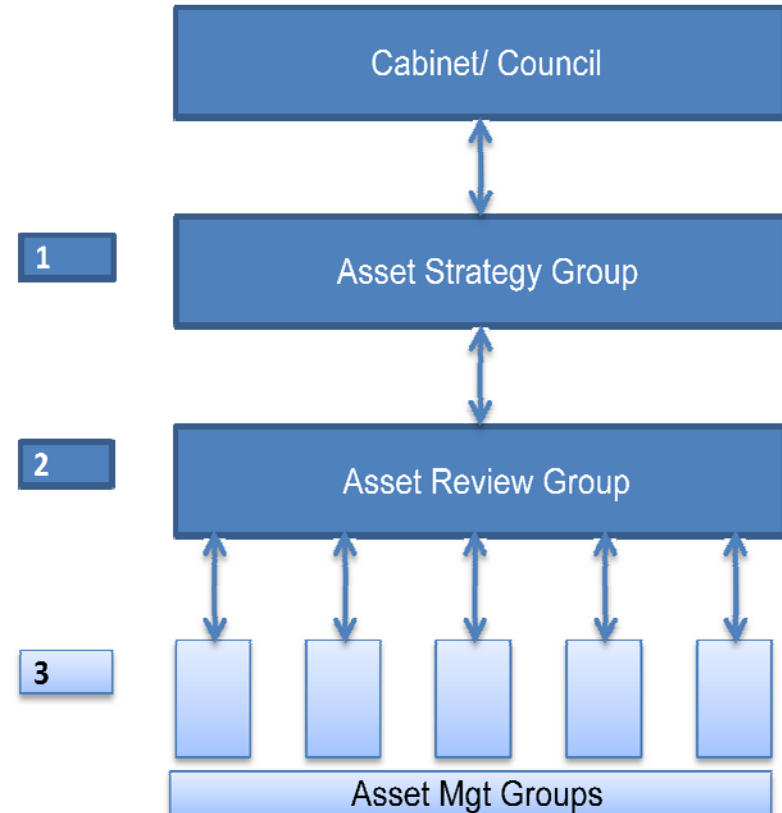 Cabinet/ Council
1
Asset Strategy Group
2
Asset Review Group
3
Asset Mgt Groups